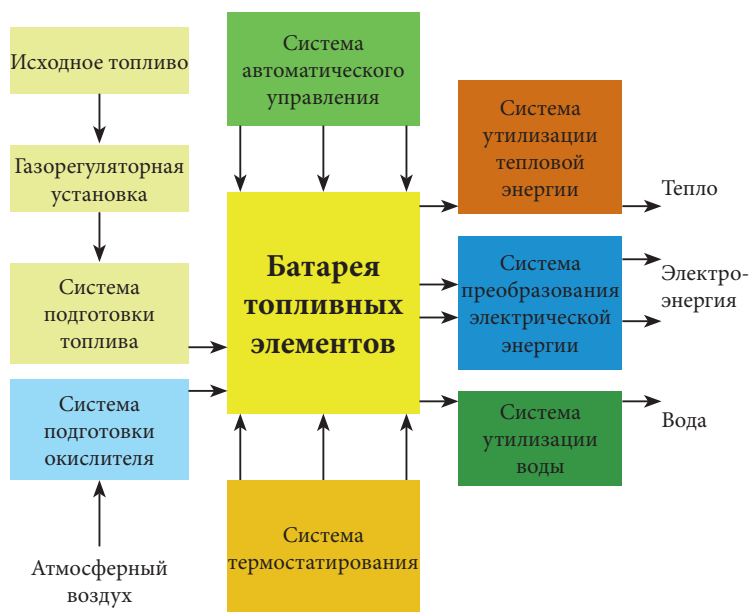 Исходное топливо
Газорегуляторная
установка
Система
подготовки
топлива
Система
подготовки
окислителя
Атмосферный
воздух
Система
автоматического
управления
Батарея
топливных
элементов
Система
термостатирования
Система
утилизации
тепловой
энергии
Система
преобразования
электрической
энергии
Система
утилизации
воды
Тепло
Электро-
энергия
Вода